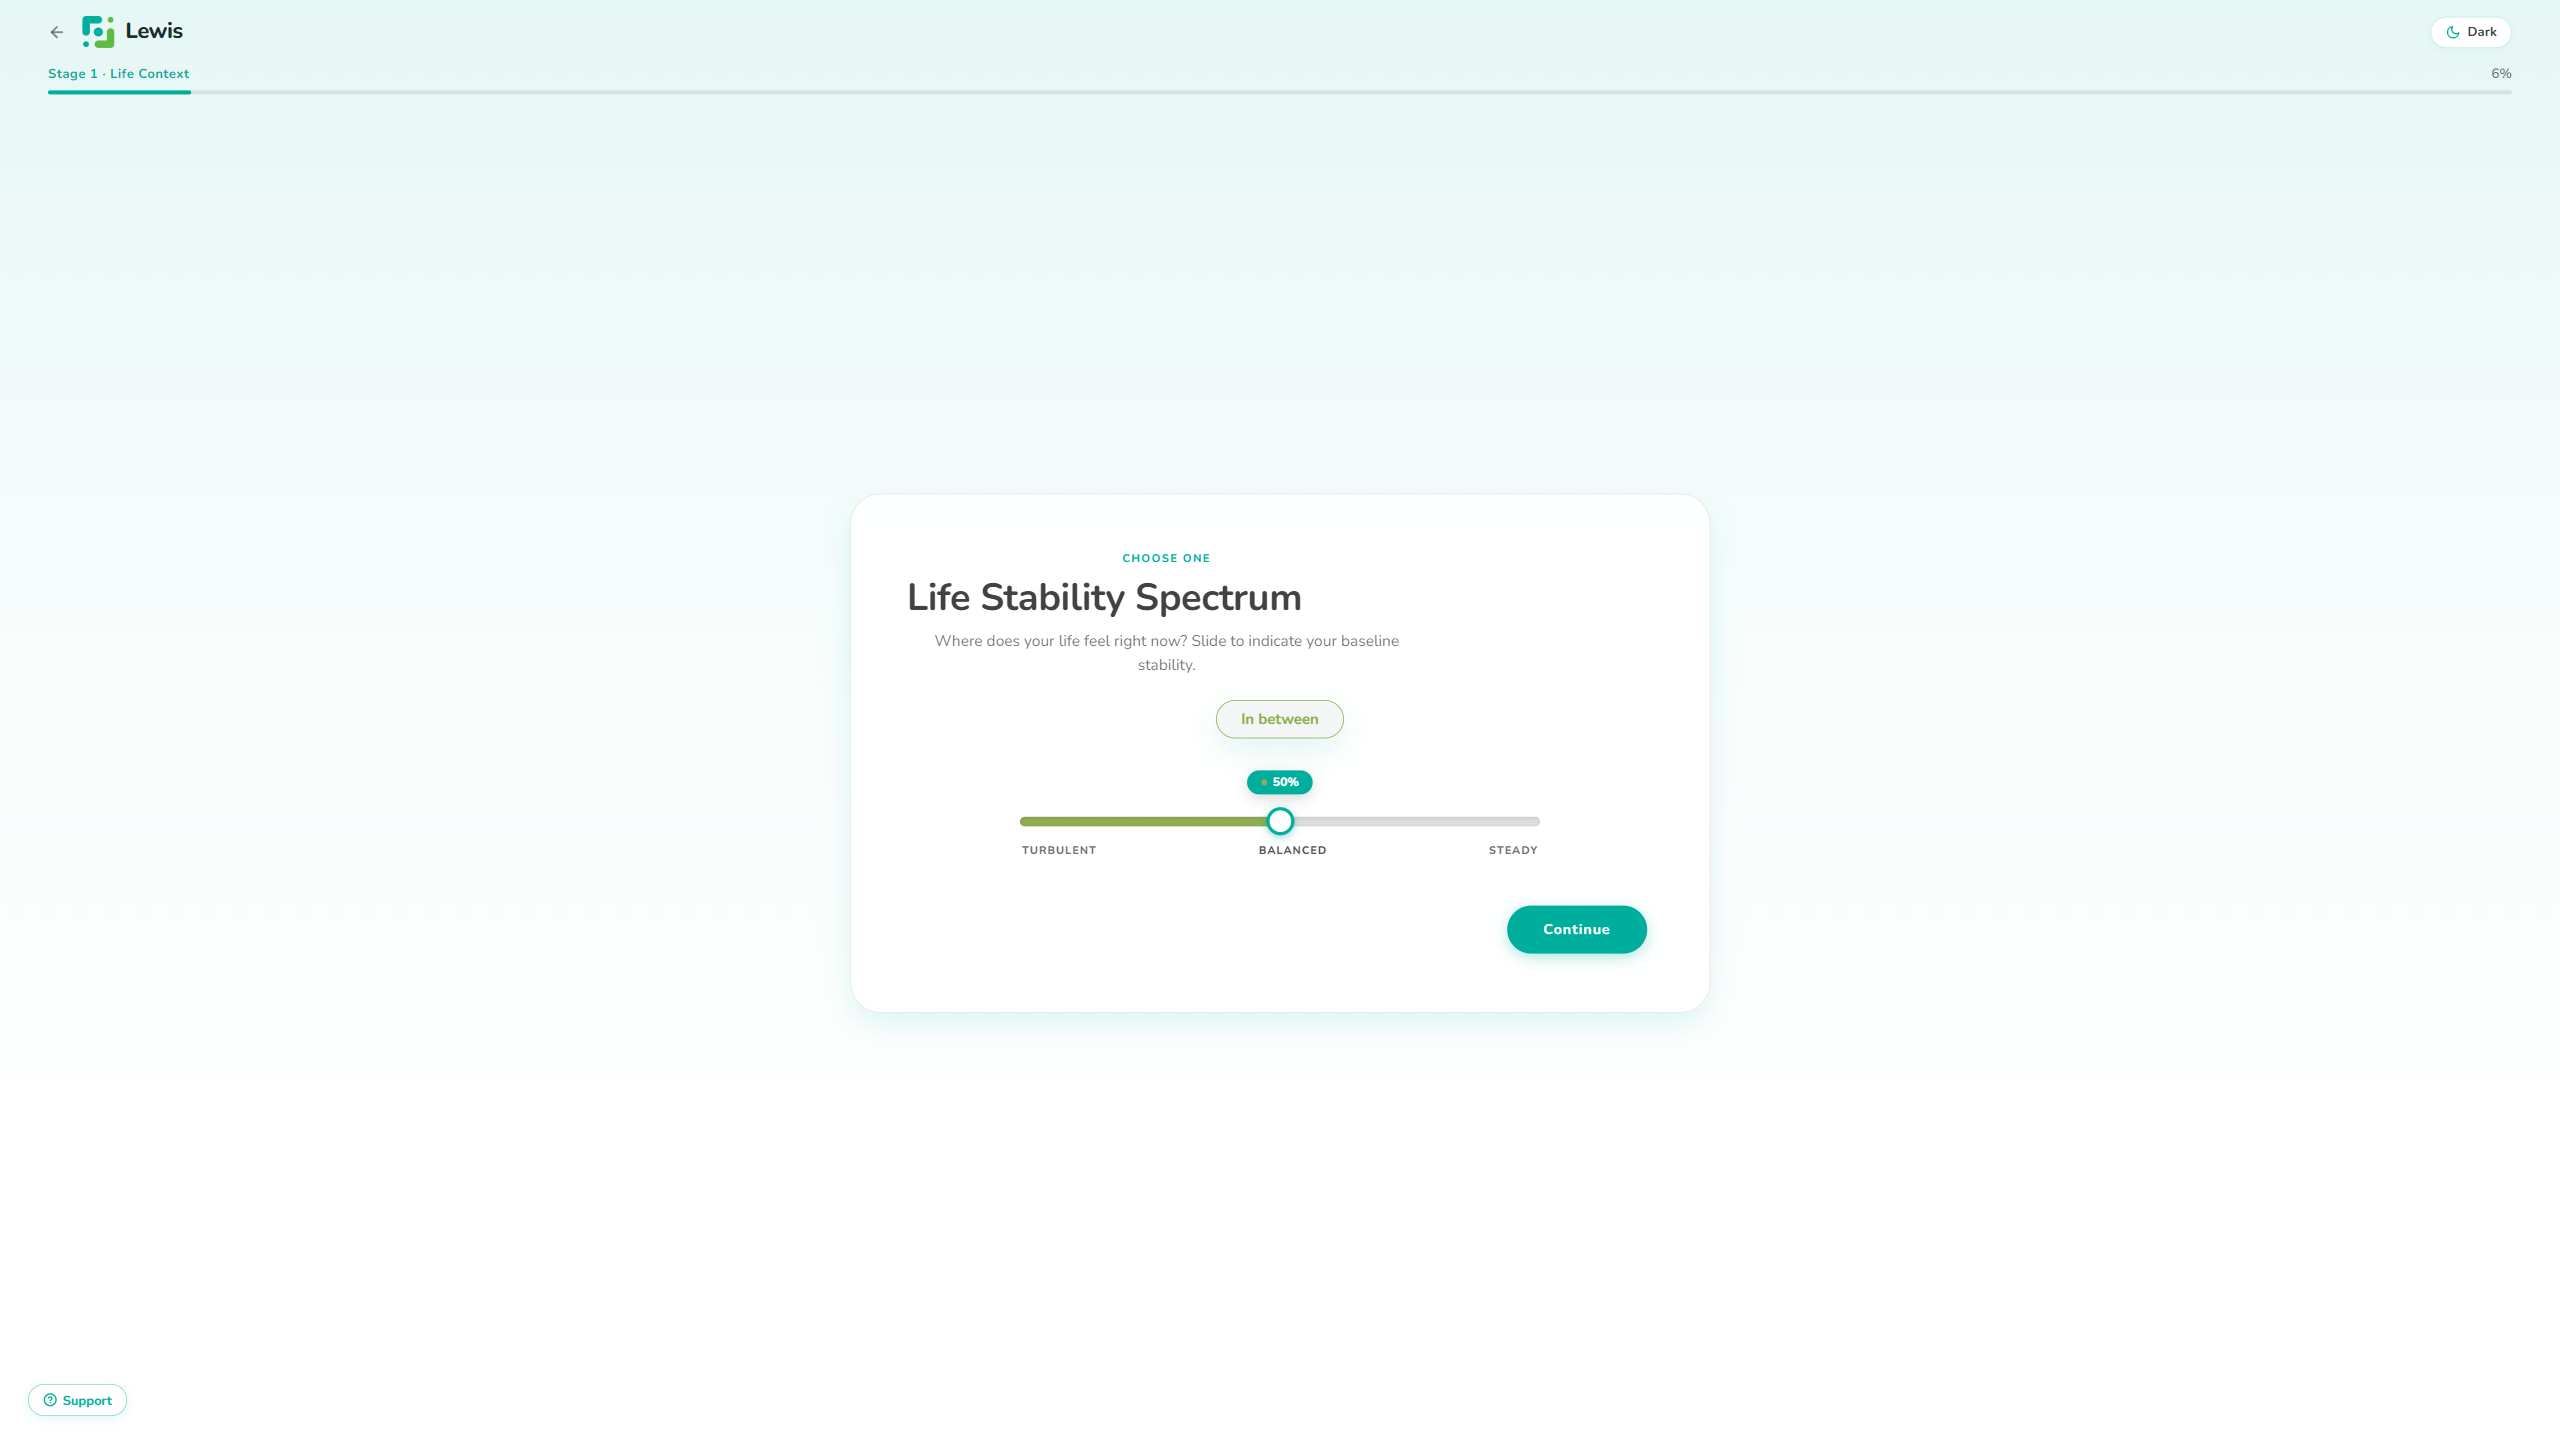 Lewis
Dark
Stage 1 · Life Context
6%
CHOOSE ONE
Life Stability Spectrum
Where does your life feel right now? Slide to indicate your baseline
stability.
In between
50%
TURBULENT BALANCED STEADY
Continue
Support